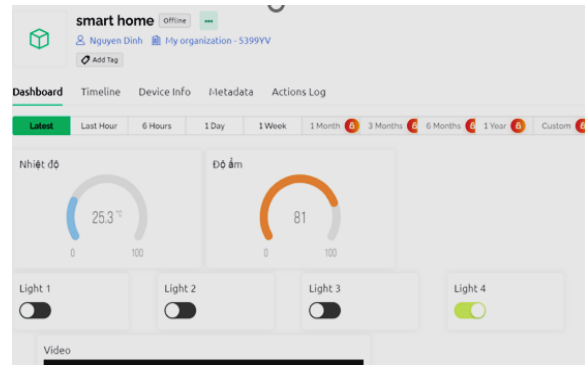 smart home Offline ...
Nguyen Dinh My organization - 5399YV
Add Tag
Dashboard Timeline Device Info Metadata Actions Log
Latest Last Hour 6 Hours 1 Day 1 Week 1 Month 3 Months 6 Months 1 Year Custom
Nhiệt độ Độ ẩm
25.3 °C 81
0 100 0 100
Light 1 Light 2 Light 3 Light 4
Video